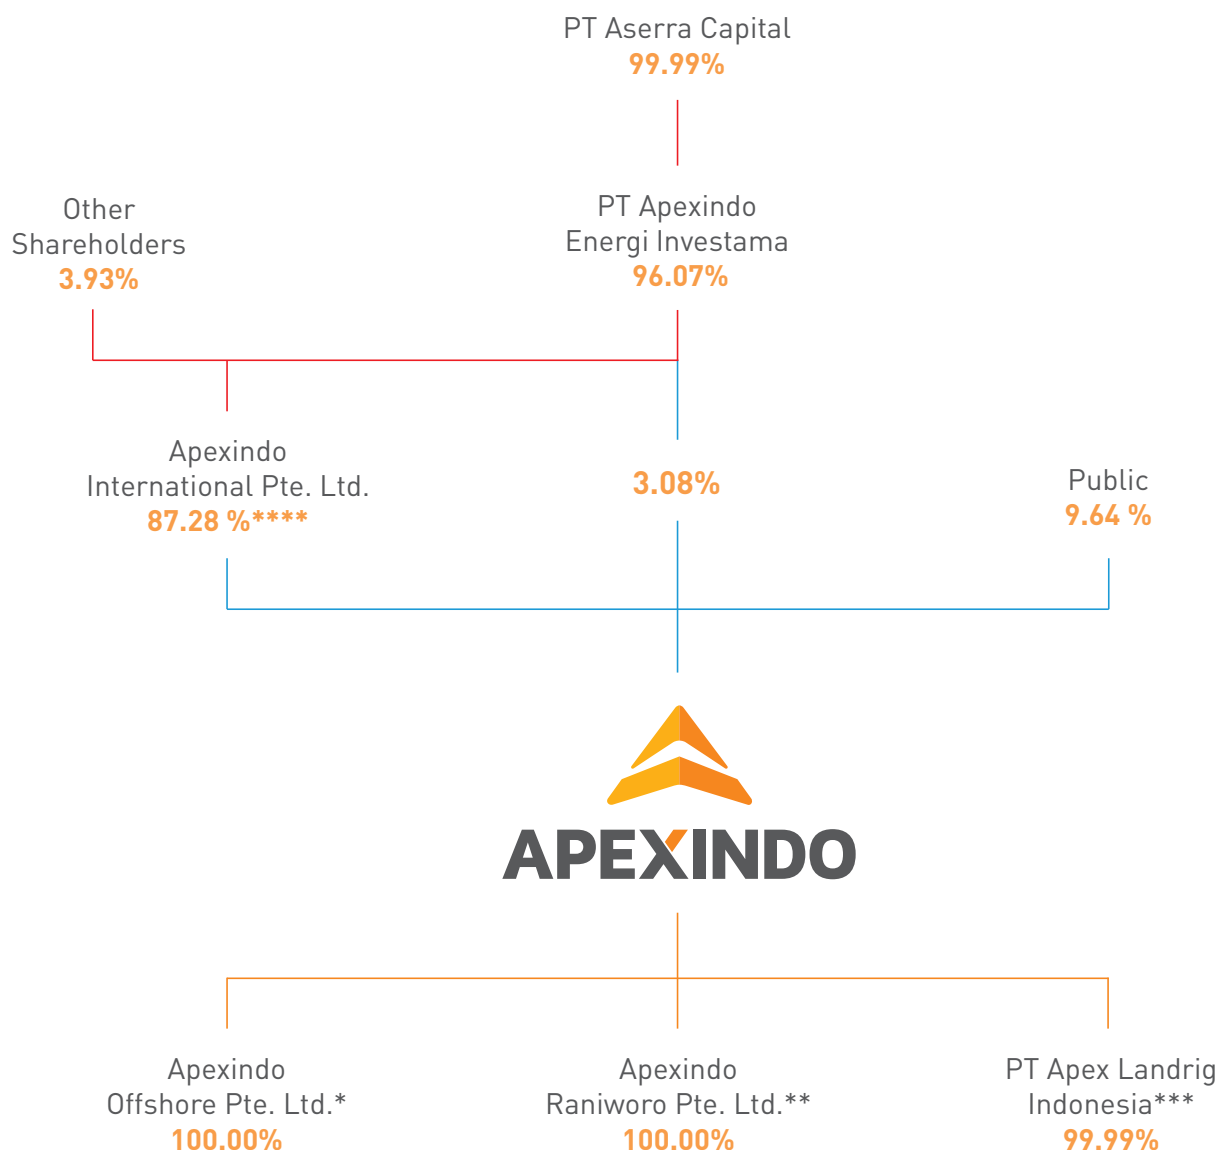 PT Aserra Capital
99.99%
Other
Shareholders
3.93%
PT Apexindo
Energi Investama
96.07%
Apexindo
International Pte. Ltd.
87.28 %****
3.08%
Public
9.64 %
APEXINDO
Apexindo
Offshore Pte. Ltd.*
100.00%
Apexindo
Raniworo Pte. Ltd.**
100.00%
PT Apex Landrig
Indonesia***
99.99%